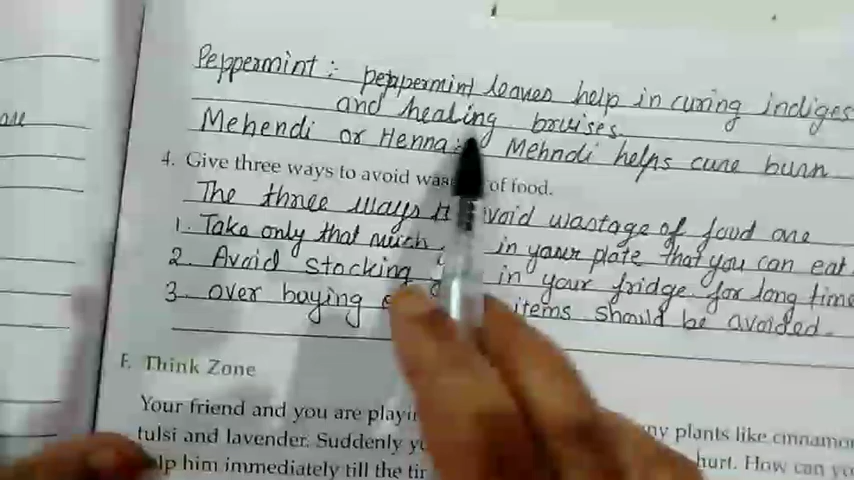 Peppermint :- peppermint leaves help in curing indiges
and healing bruises.
Mehendi or Henna :- Mehndi helps cure burn
4. Give three ways to avoid of food.
The three ways void wastage of food are
1. Take only that much in your plate that you can eat.
2. Avoid stocking in your fridge for long time
3. over buying items should be avoided.
F. Think Zone
Your friend and you are playin ny plants like cinnamon
tulsi and lavender. Suddenly yo hurt. How can yo
lp him immediately till the tim